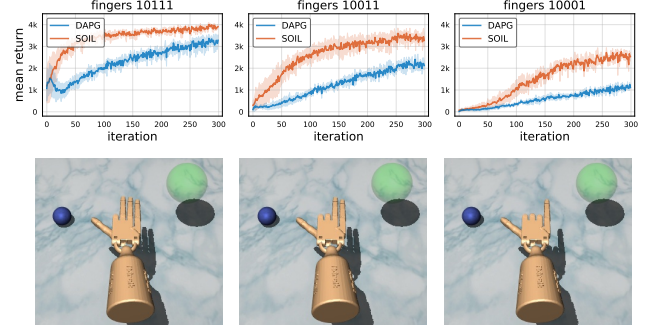 fingers 10111
fingers 10011
fingers 10001
mean return
4k
3k
2k
1k
0
DAPG
SOIL
0 50 100 150 200 250 300
iteration
4k
3k
2k
1k
0
DAPG
SOIL
0 50 100 150 200 250 300
iteration
4k
3k
2k
1k
0
DAPG
SOIL
0 50 100 150 200 250 300
iteration